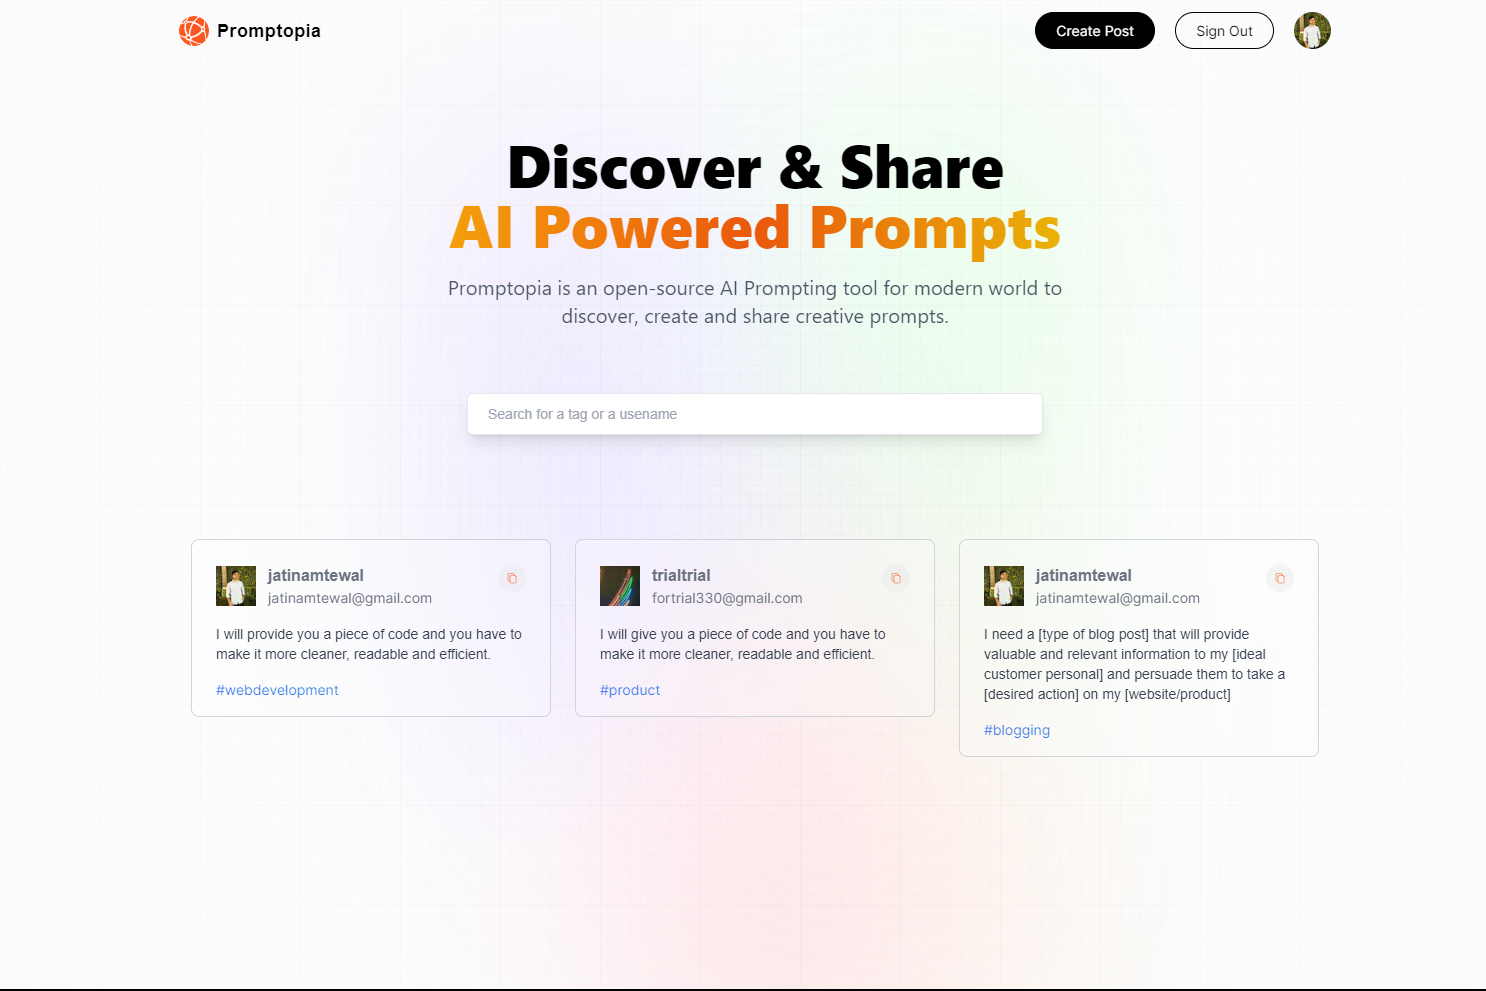 Promptopia
Create Post
Sign Out
Discover & Share
AI Powered Prompts
Promptopia is an open-source AI Prompting tool for modern world to
discover, create and share creative prompts.
Search for a tag or a usename
jatinamtewal
jatinamtewal@gmail.com
I will provide you a piece of code and you have to
make it more cleaner, readable and efficient.
#webdevelopment
trialtrial
fortrial330@gmail.com
I will give you a piece of code and you have to
make it more cleaner, readable and efficient.
#product
jatinamtewal
jatinamtewal@gmail.com
I need a [type of blog post] that will provide
valuable and relevant information to my [ideal
customer personal] and persuade them to take a
[desired action] on my [website/product]
#blogging